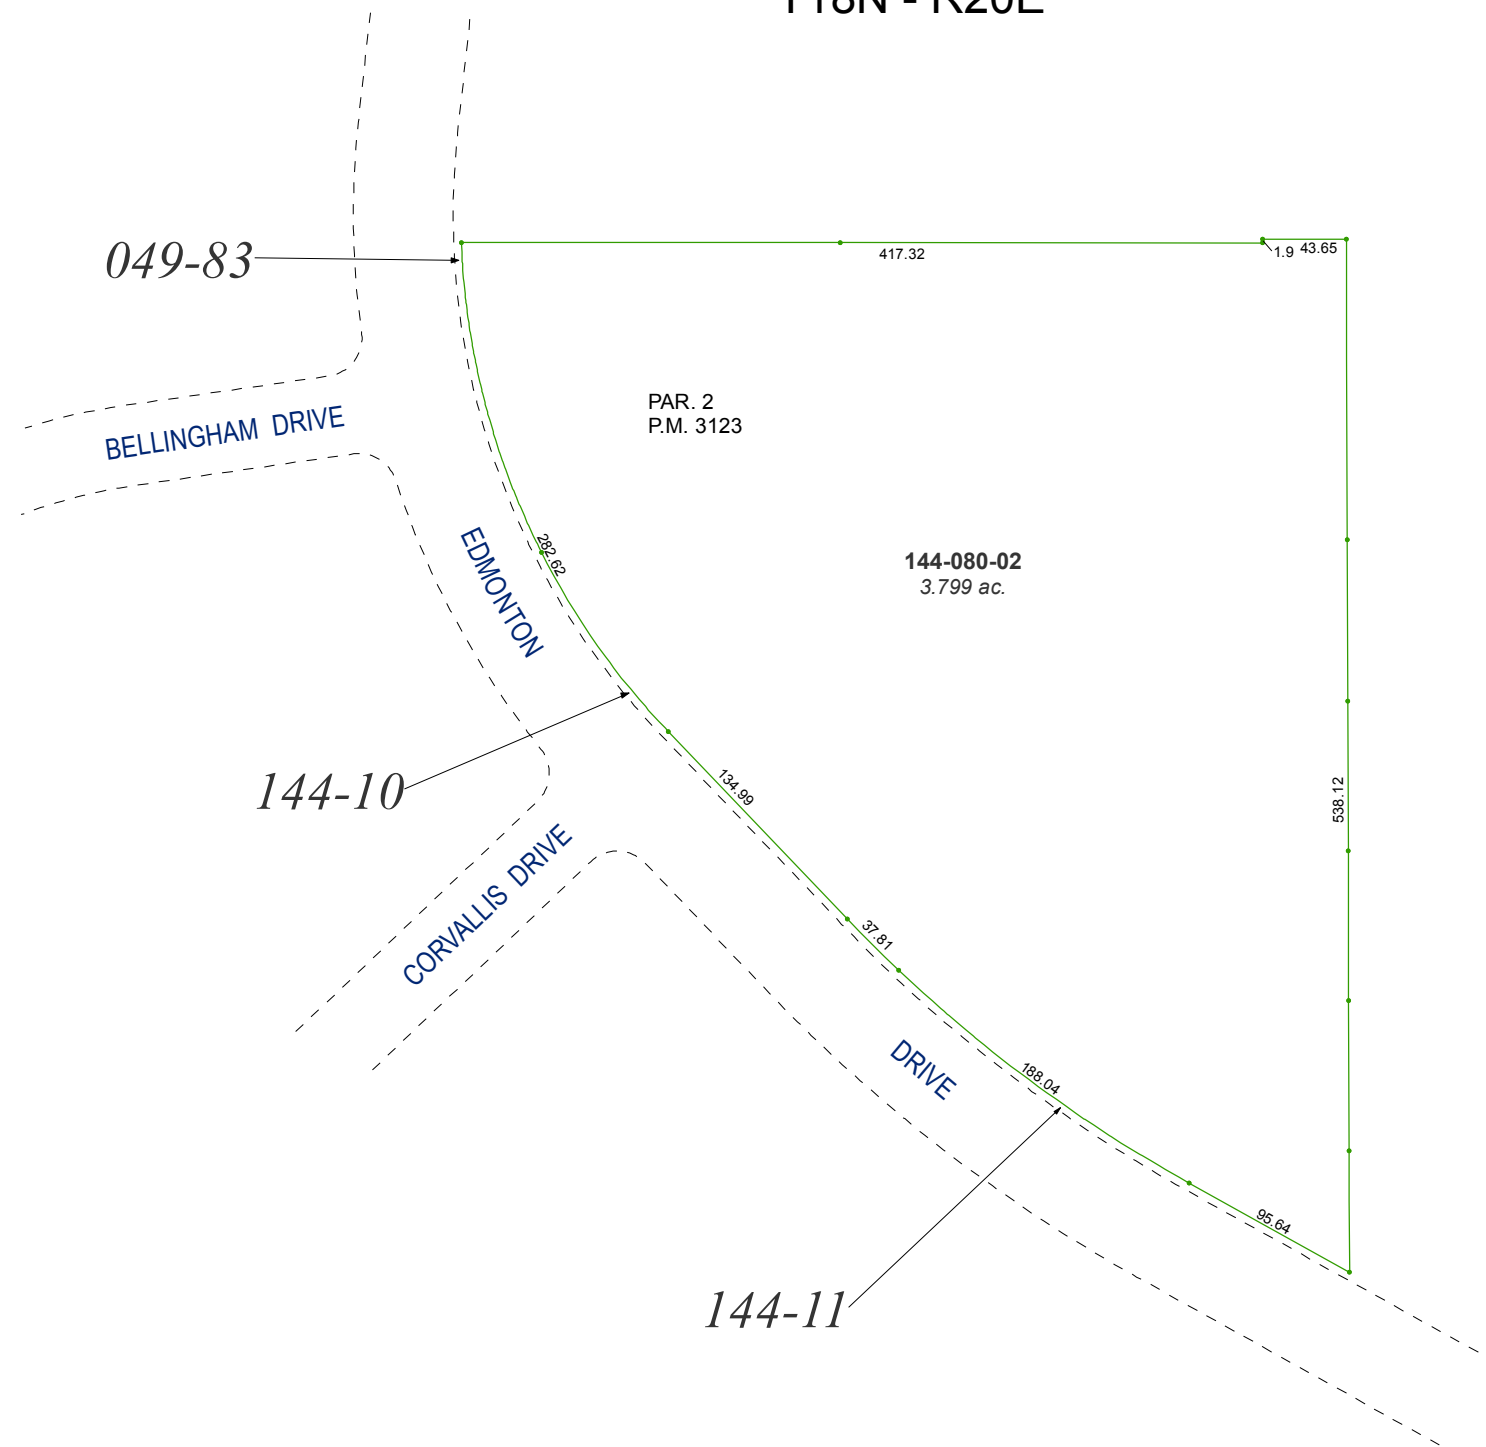 T18N - R20E
049-83
417.32
1.9
43.65
PAR. 2
P.M. 3123
BELLINGHAM DRIVE
EDMONTON
282.62
144-080-02
3.799 ac.
144-10
134.99
538.12
CORVALLIS DRIVE
37.81
DRIVE
188.04
95.64
144-11